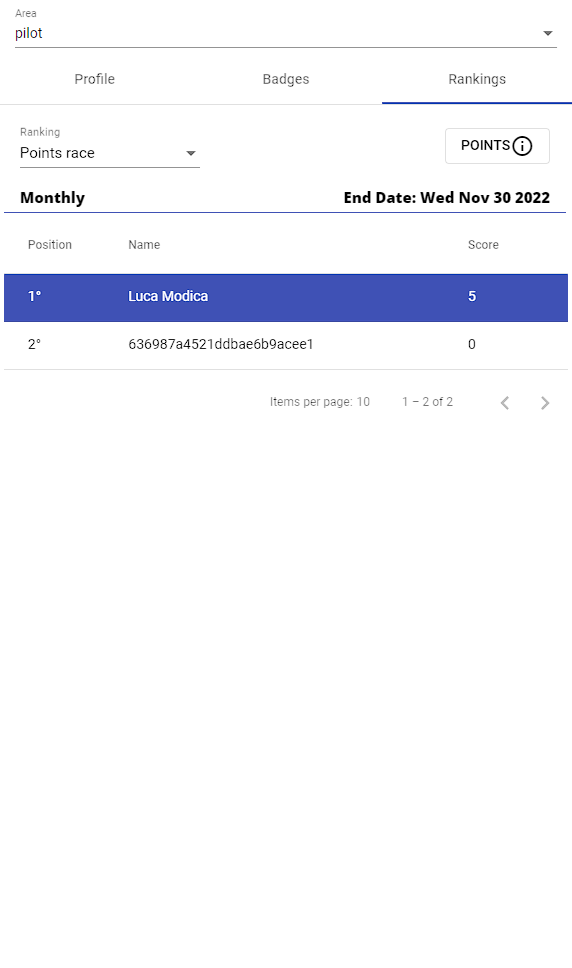 Area
pilot
Profile Badges Rankings
Ranking
Points race
POINTS
Monthly End Date: Wed Nov 30 2022
Position Name Score
1° Luca Modica 5
2° 636987a4521ddbae6b9acee1 0
Items per page: 10 1 – 2 of 2